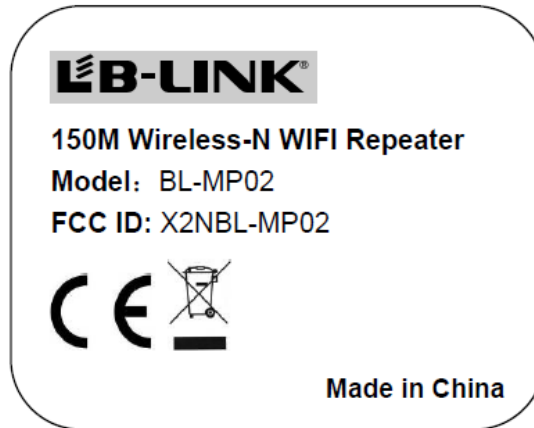 LB-LINK®
150M Wireless-N WIFI Repeater
Model： BL-MP02
FCC ID: X2NBL-MP02
CE
Made in China